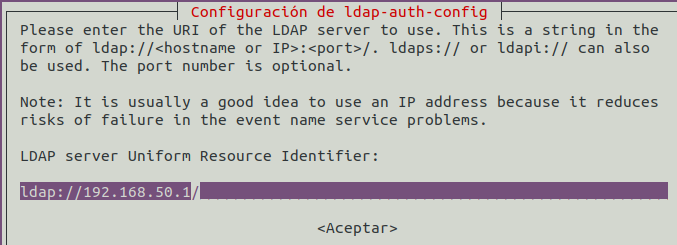 Configuración de ldap-auth-config
Please enter the URI of the LDAP server to use. This is a string in the
form of ldap://<hostname or IP>:<port>/. ldaps:// or ldapi:// can also
be used. The port number is optional.
Note: It is usually a good idea to use an IP address because it reduces
risks of failure in the event name service problems.
LDAP server Uniform Resource Identifier:
ldap://192.168.50.1/
<Aceptar>